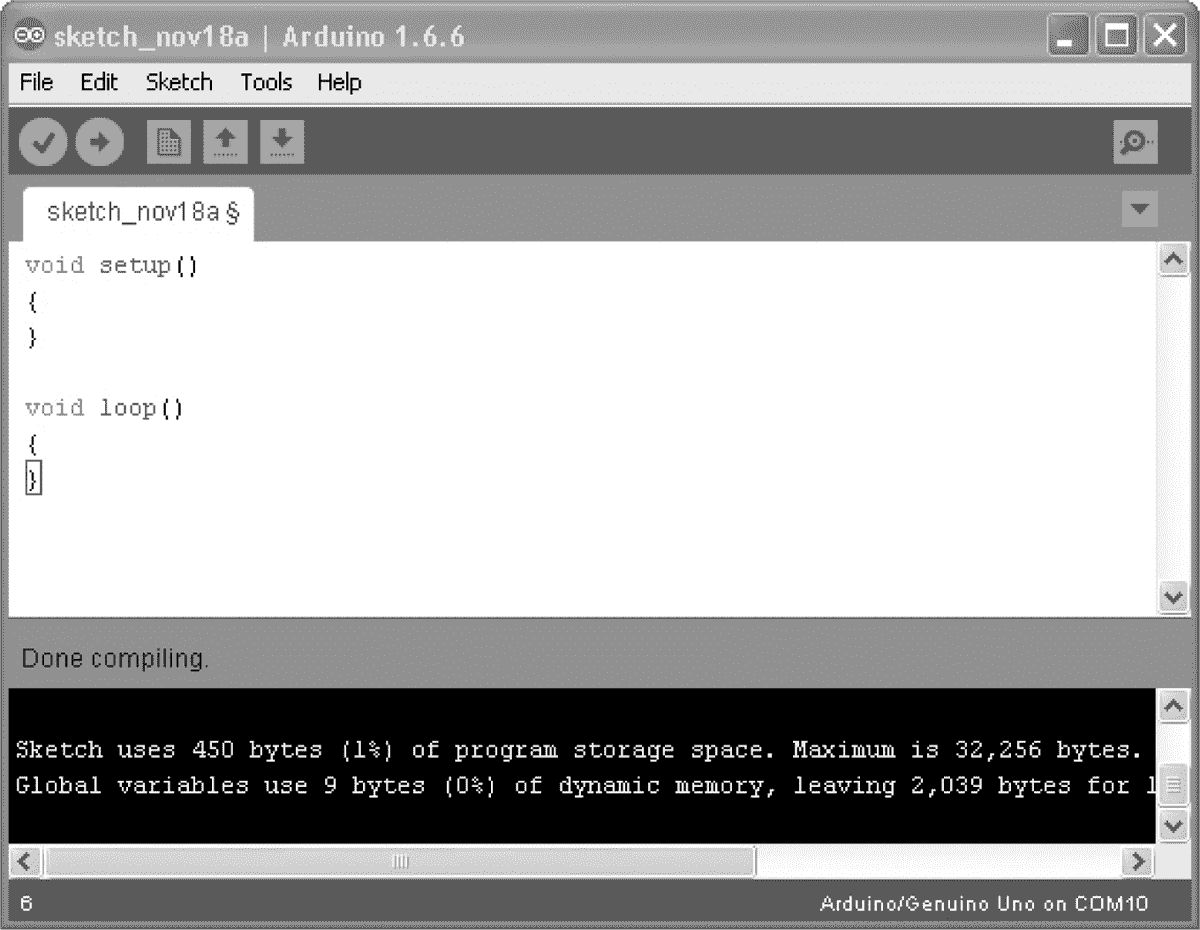 sketch_nov18a | Arduino 1.6.6
File Edit Sketch Tools Help
sketch_nov18a §
void setup()
{
}
void loop()
{
}
Done compiling.
Sketch uses 450 bytes (1%) of program storage space. Maximum is 32,256 bytes.
Global variables use 9 bytes (0%) of dynamic memory, leaving 2,039 bytes for l
6 Arduino/Genuino Uno on COM10